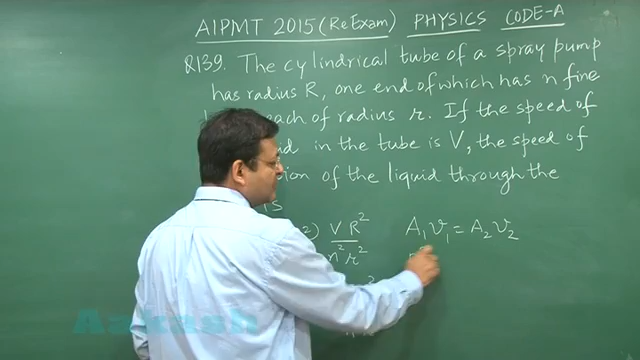 AIPMT 2015 (ReExam) PHYSICS CODE-A
Q139. The cylindrical tube of a spray pump
has radius R, one end of which has n fine
each of radius r. If the speed of
in the tube is V, the speed of
of the liquid through the
is
2) V R² / n² r²
A₁v₁ = A₂v₂
Aakash